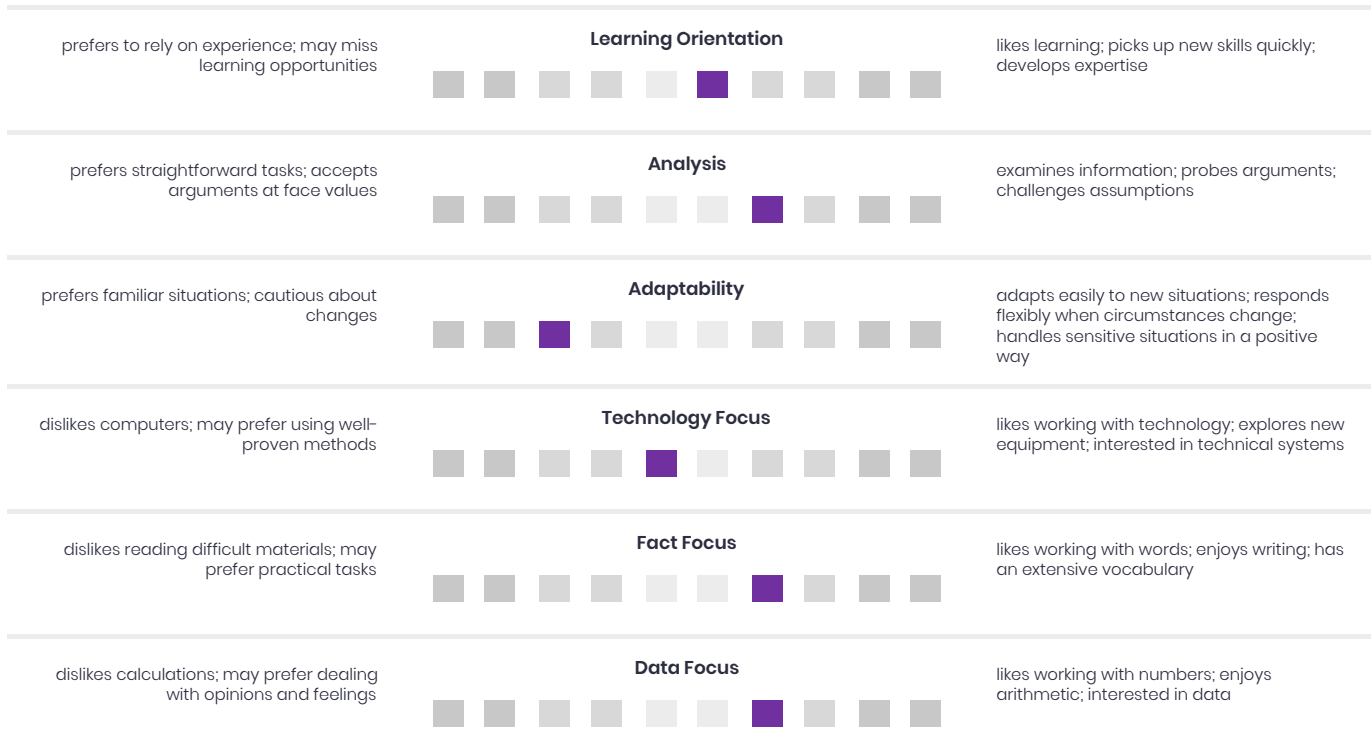 Learning Orientation
prefers to rely on experience; may miss
learning opportunities
likes learning; picks up new skills quickly;
develops expertise
Analysis
prefers straightforward tasks; accepts
arguments at face values
examines information; probes arguments;
challenges assumptions
Adaptability
prefers familiar situations; cautious about
changes
adapts easily to new situations; responds
flexibly when circumstances change;
handles sensitive situations in a positive
way
Technology Focus
dislikes computers; may prefer using well-
proven methods
likes working with technology; explores new
equipment; interested in technical systems
Fact Focus
dislikes reading difficult materials; may
prefer practical tasks
likes working with words; enjoys writing; has
an extensive vocabulary
Data Focus
dislikes calculations; may prefer dealing
with opinions and feelings
likes working with numbers; enjoys
arithmetic; interested in data